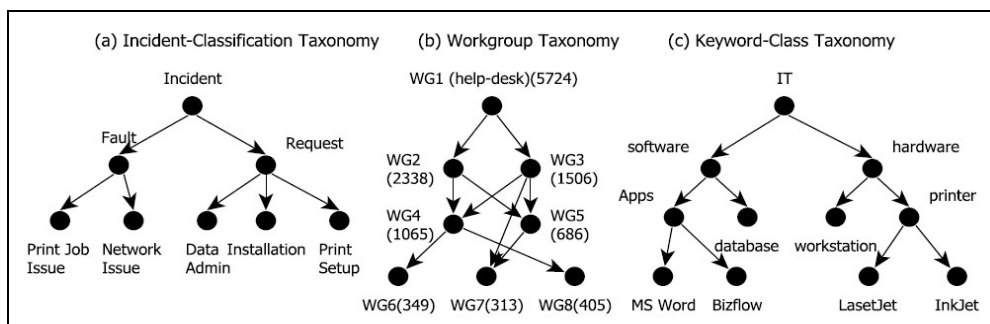 (a) Incident-Classification Taxonomy
Incident
Fault
Request
Print Job
Issue
Network
Issue
Data
Admin
Installation
Print
Setup
(b) Workgroup Taxonomy
WG1 (help-desk)(5724)
WG2
(2338)
WG3
(1506)
WG4
(1065)
WG5
(686)
WG6(349)
WG7(313)
WG8(405)
(c) Keyword-Class Taxonomy
IT
software
hardware
Apps
database
workstation
printer
MS Word
Bizflow
LasetJet
InkJet